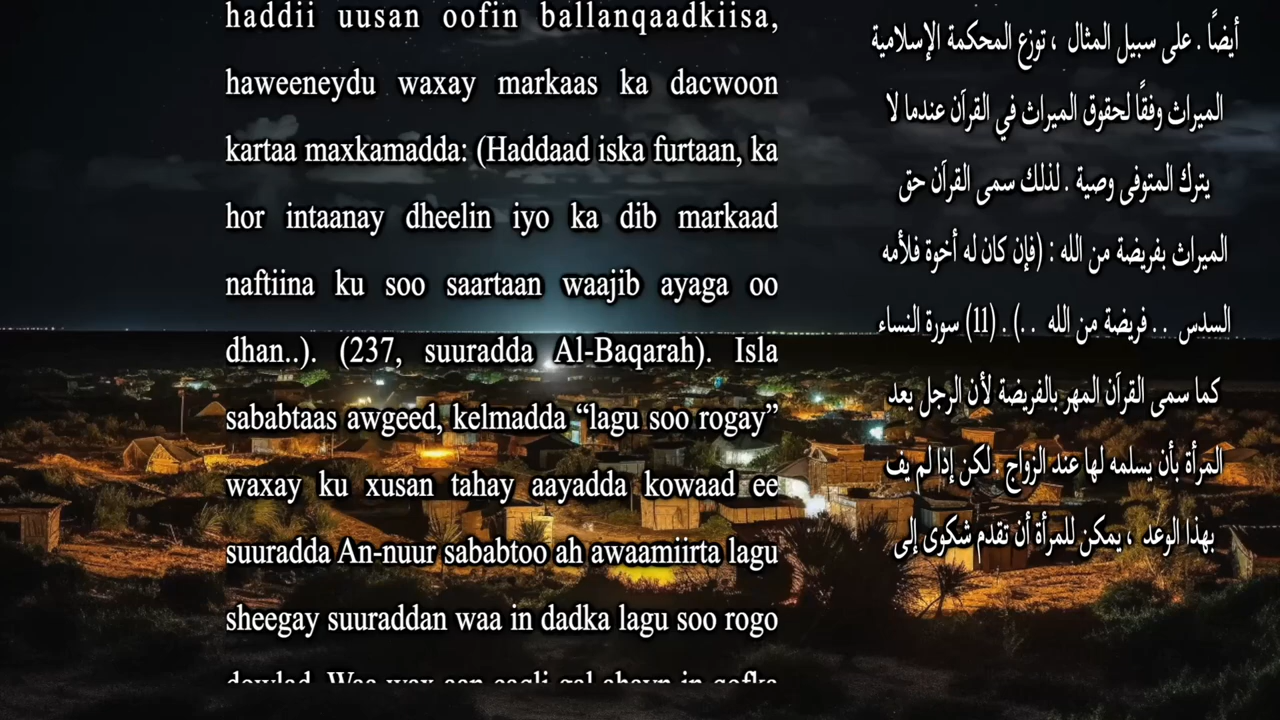 haddii uusan oofin ballanqaadkiisa,
haweeneydu waxay markaas ka dacwoon
kartaa maxkamadda: (Haddaad iska furtaan, ka
hor intaanay dheelin iyo ka dib markaad
naftiina ku soo saartaan waajib ayaga oo
dhan..). (237, suuradda Al-Baqarah). Isla
sababtaas awgeed, kelmadda “lagu soo rogay”
waxay ku xusan tahay aayadda kowaad ee
suuradda An-nuur sababtoo ah awaamiirta lagu
sheegay suuraddan waa in dadka lagu soo rogo
أيضًا . على سبيل المثال ، توزع المحكمة الإسلامية
الميراث وفقًا لحقوق الميراث في القرآن عندما لا
يترك المتوفى وصية . لذلك سمى القرآن حق
الميراث بفريضة من الله : (فإن كان له أخوة فلأمه
السدس . . فريضة من الله . .) . (11) سورة النساء
كما سمى القرآن المهر بالفريضة لأن الرجل يعد
المرأة بأن يسلمه لها عند الزواج . لكن إذا لم يف
بهذا الوعد ، يمكن للمرأة أن تقدم شكوى إلى